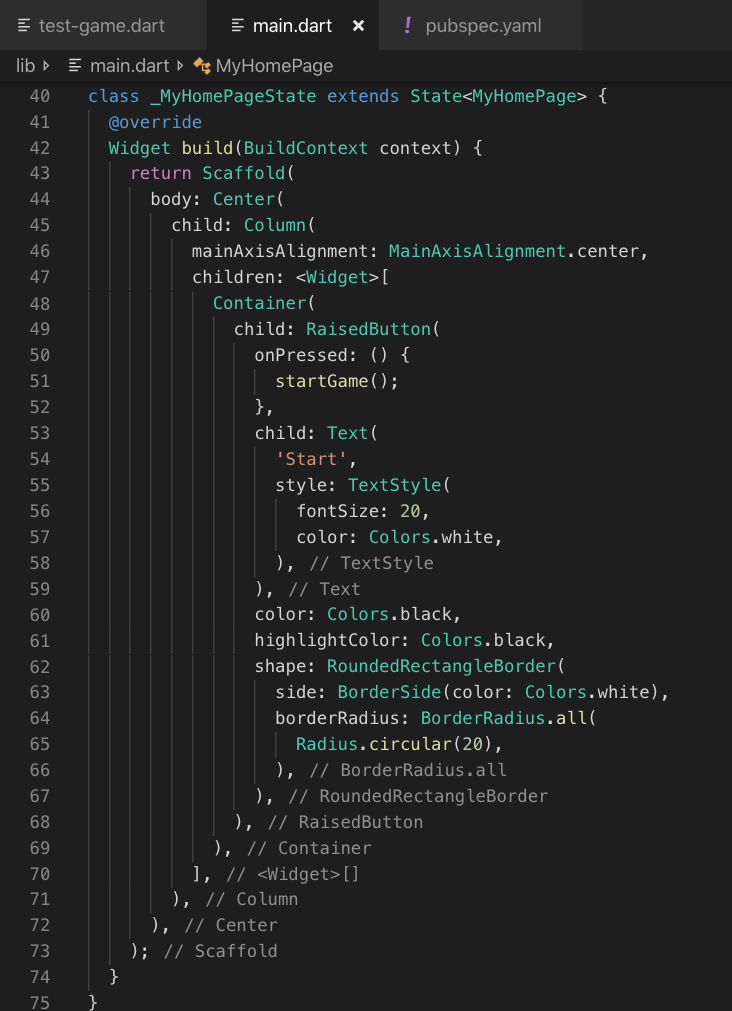 test-game.dart main.dart × ! pubspec.yaml
lib main.dart MyHomePage
40 class _MyHomePageState extends State<MyHomePage> {
41 @override
42 Widget build(BuildContext context) {
43 return Scaffold(
44 body: Center(
45 child: Column(
46 mainAxisAlignment: MainAxisAlignment.center,
47 children: <Widget>[
48 Container(
49 child: RaisedButton(
50 onPressed: () {
51 startGame();
52 },
53 child: Text(
54 'Start',
55 style: TextStyle(
56 fontSize: 20,
57 color: Colors.white,
58 ), // TextStyle
59 ), // Text
60 color: Colors.black,
61 highlightColor: Colors.black,
62 shape: RoundedRectangleBorder(
63 side: BorderSide(color: Colors.white),
64 borderRadius: BorderRadius.all(
65 Radius.circular(20),
66 ), // BorderRadius.all
67 ), // RoundedRectangleBorder
68 ), // RaisedButton
69 ), // Container
70 ], // <Widget>[]
71 ), // Column
72 ), // Center
73 ); // Scaffold
74 }
75 }